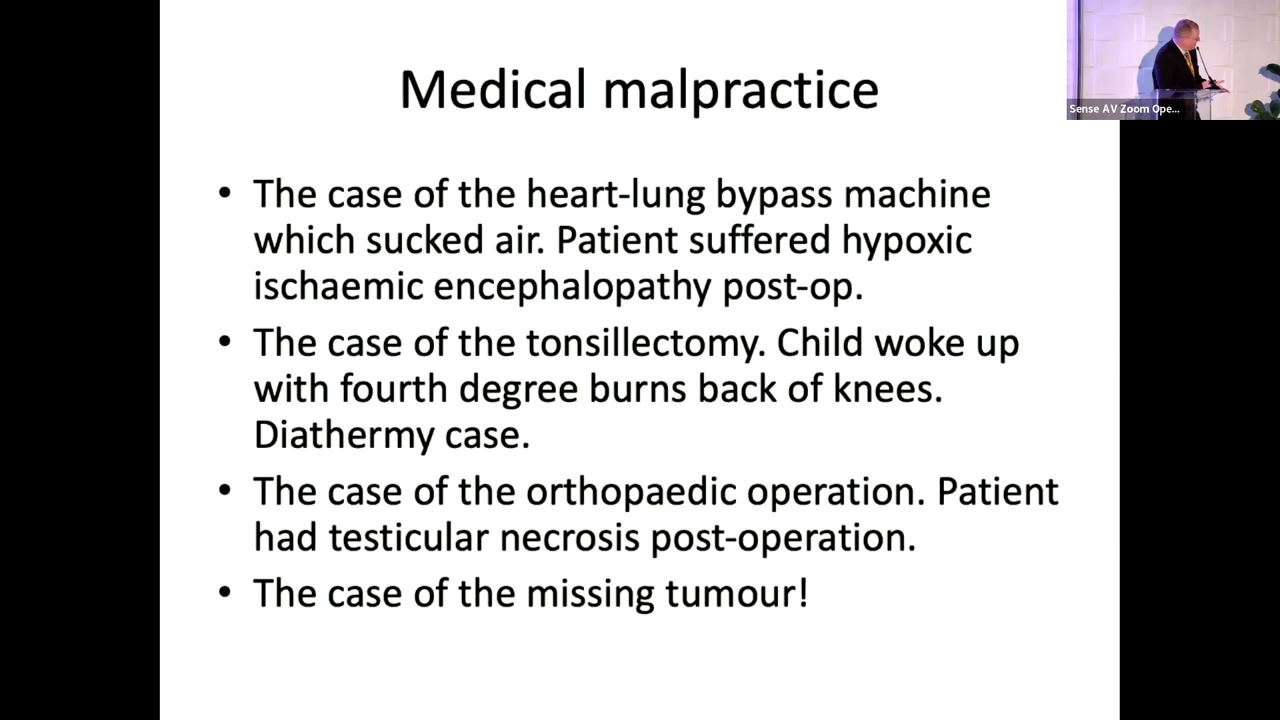 Medical malpractice
Sense AV Zoom Ope...
• The case of the heart-lung bypass machine
which sucked air. Patient suffered hypoxic
ischaemic encephalopathy post-op.
• The case of the tonsillectomy. Child woke up
with fourth degree burns back of knees.
Diathermy case.
• The case of the orthopaedic operation. Patient
had testicular necrosis post-operation.
• The case of the missing tumour!